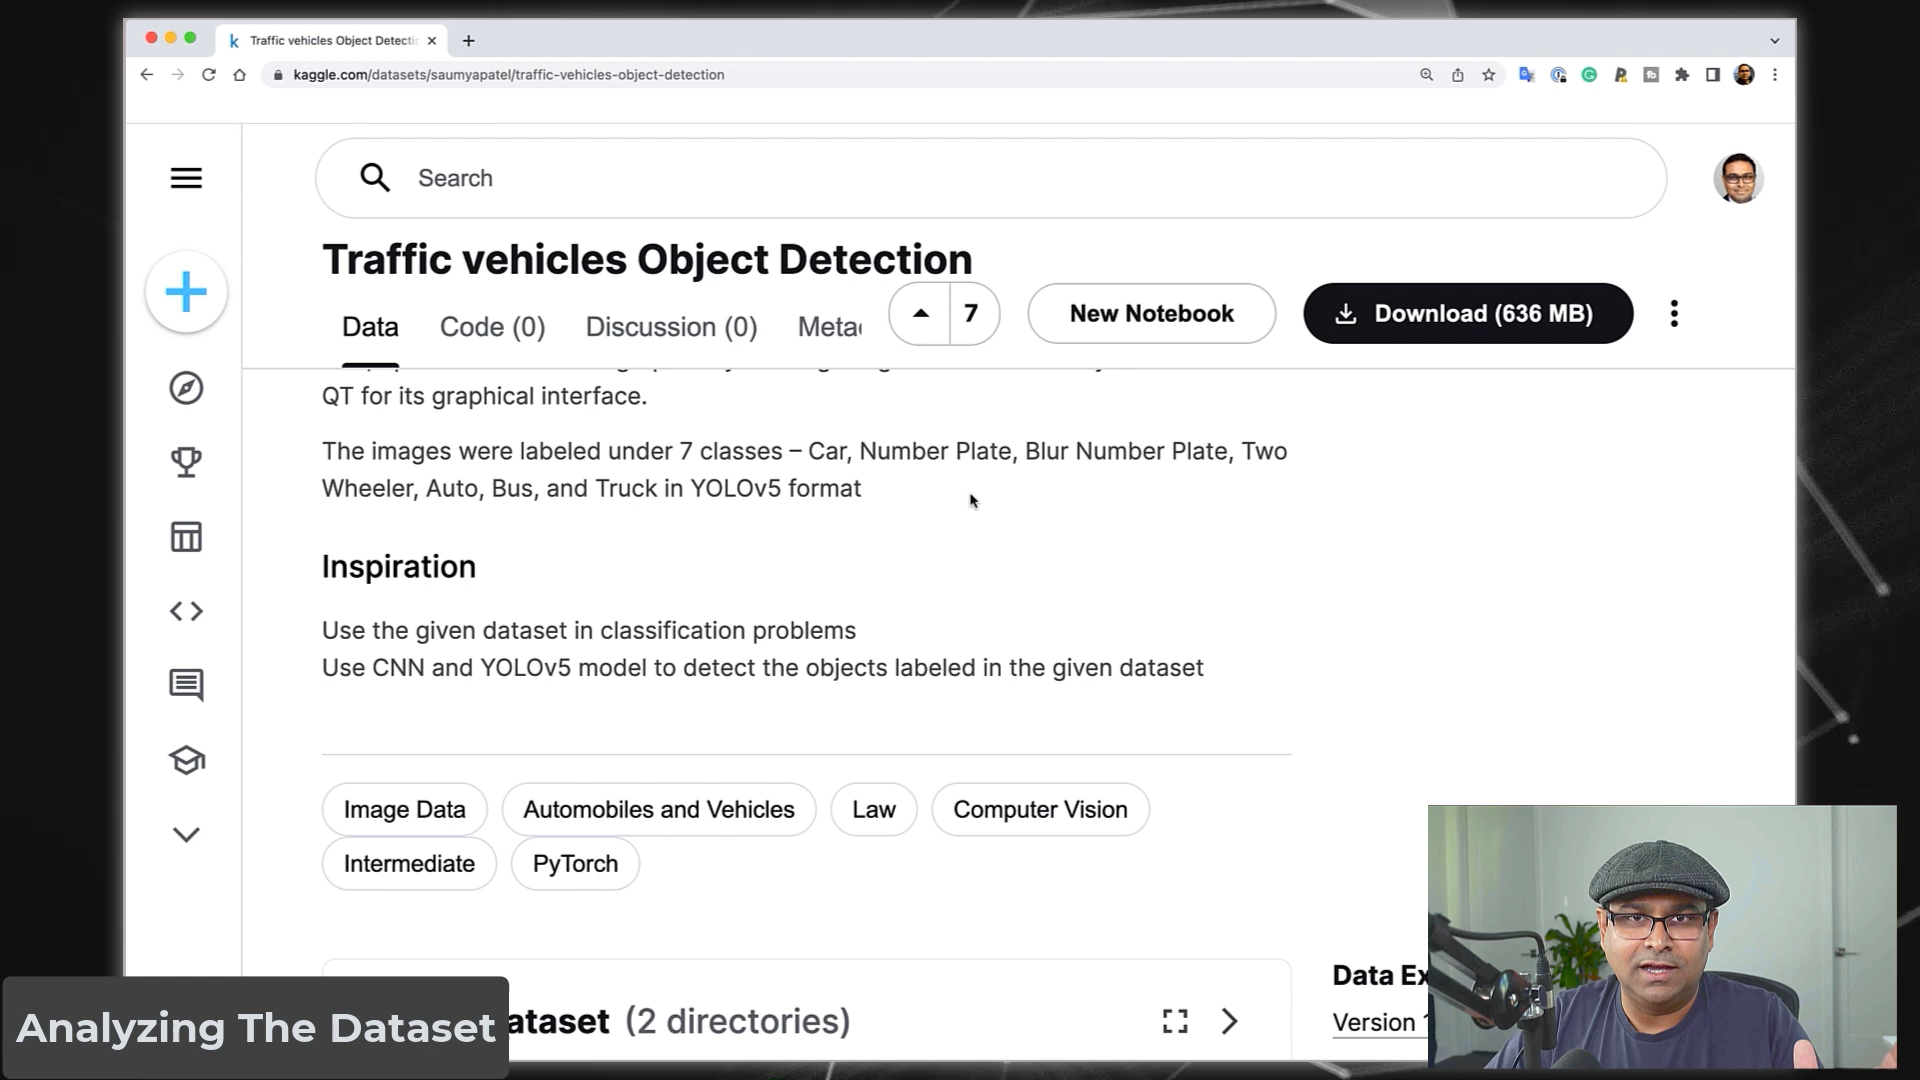 Traffic vehicles Object Detectic
kaggle.com/datasets/saumyapatel/traffic-vehicles-object-detection
Search
Traffic vehicles Object Detection
Data Code (0) Discussion (0) Meta
7
New Notebook
Download (636 MB)
QT for its graphical interface.
The images were labeled under 7 classes – Car, Number Plate, Blur Number Plate, Two
Wheeler, Auto, Bus, and Truck in YOLOv5 format
Inspiration
Use the given dataset in classification problems
Use CNN and YOLOv5 model to detect the objects labeled in the given dataset
Image Data Automobiles and Vehicles Law Computer Vision
Intermediate PyTorch
ataset (2 directories)
Data Ex
Version
Analyzing The Dataset